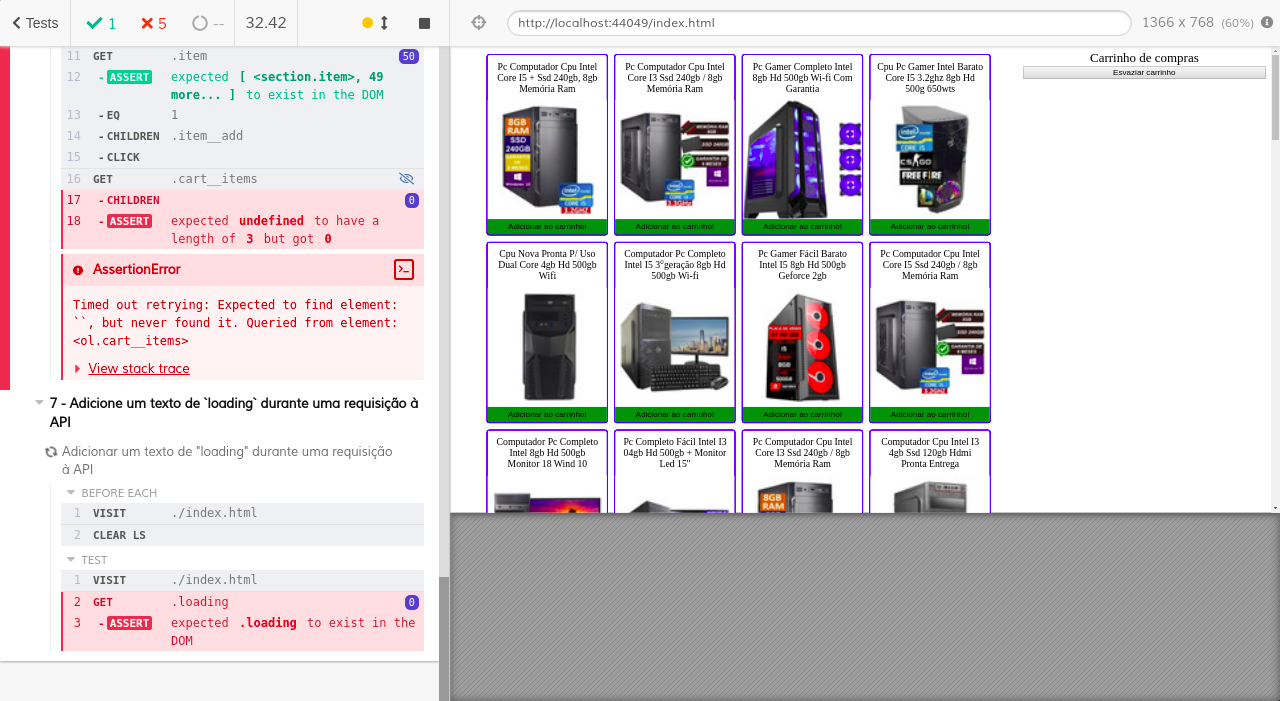 Tests
1
5
--
32.42
http://localhost:44049/index.html
1366 x 768 (60%)
11 GET .item 50
12 -ASSERT expected [ <section.item>, 49
more... ] to exist in the DOM
13 -EQ 1
14 -CHILDREN .item__add
15 -CLICK
16 GET .cart__items
17 -CHILDREN 0
18 -ASSERT expected undefined to have a
length of 3 but got 0
AssertionError
Timed out retrying: Expected to find element:
``, but never found it. Queried from element:
<ol.cart__items>
View stack trace
7 - Adicione um texto de `loading` durante uma requisição à
API
Adicionar um texto de "loading" durante uma requisição
à API
BEFORE EACH
1 VISIT ./index.html
2 CLEAR LS
TEST
1 VISIT ./index.html
2 GET .loading 0
3 -ASSERT expected .loading to exist in the
DOM
Pc Computador Cpu Intel
Core I5 + Ssd 240gb, 8gb
Memória Ram
8GB
RAM
SSD
240GB
Adicionar ao carrinho!
Pc Computador Cpu Intel
Core I3 Ssd 240gb / 8gb
Memória Ram
Adicionar ao carrinho!
Pc Gamer Completo Intel
8gb Hd 500gb Wi-fi Com
Garantia
Adicionar ao carrinho!
Cpu Pc Gamer Intel Barato
Core I5 3.2ghz 8gb Hd
500g 650wts
Adicionar ao carrinho!
Cpu Nova Pronta P/ Uso
Dual Core 4gb Hd 500gb
Wifi
Adicionar ao carrinho!
Computador Pc Completo
Intel I5 3°geração 8gb Hd
500gb Wi-fi
Adicionar ao carrinho!
Pc Gamer Fácil Barato
Intel I5 8gb Hd 500gb
Geforce 2gb
Adicionar ao carrinho!
Pc Computador Cpu Intel
Core I5 Ssd 240gb / 8gb
Memória Ram
Adicionar ao carrinho!
Computador Pc Completo
Intel 8gb Hd 500gb
Monitor 18 Wind 10
Pc Completo Fácil Intel I3
04gb Hd 500gb + Monitor
Led 15"
Pc Computador Cpu Intel
Core I3 Ssd 240gb / 8gb
Memória Ram
8GB
RAM
Computador Cpu Intel I3
4gb Ssd 120gb Hdmi
Pronta Entrega
Carrinho de compras
Esvaziar carrinho